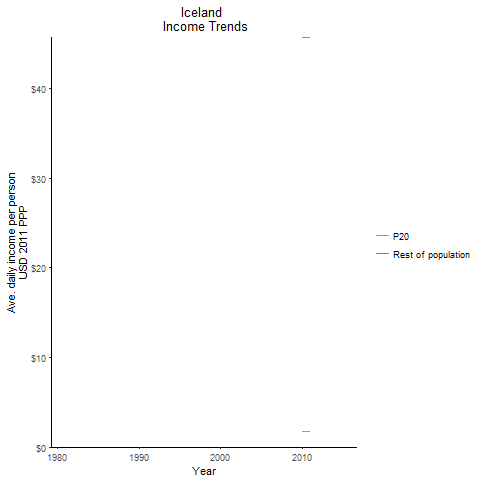 Iceland
Income Trends
Ave. daily income per person
USD 2011 PPP
$40
$30
$20
$10
$0
1980
1990
2000
2010
Year
P20
Rest of population